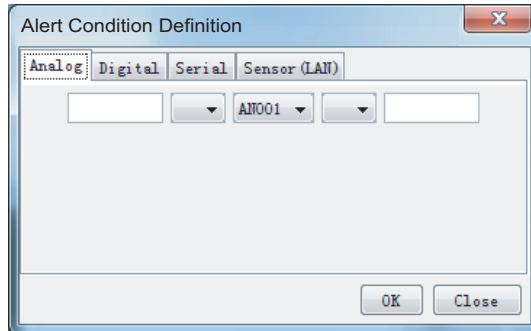 Alert Condition Definition
Analog Digital Serial Sensor(LAN)
AN001
OK Close